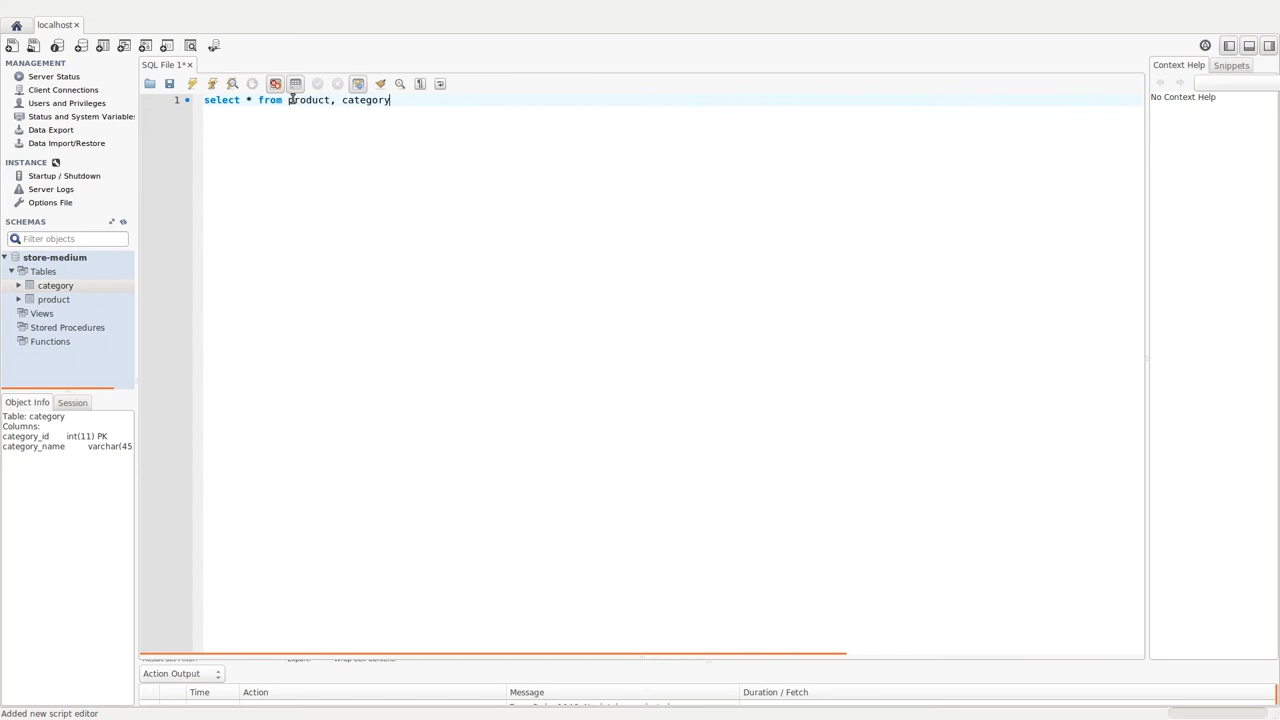 localhost×
MANAGEMENT
Server Status
Client Connections
Users and Privileges
Status and System Variable
Data Export
Data Import/Restore
INSTANCE
Startup / Shutdown
Server Logs
Options File
SCHEMAS
Filter objects
store-medium
Tables
category
product
Views
Stored Procedures
Functions
Object Info Session
Table: category
Columns:
category_id int(11) PK
category_name varchar(45
SQL File 1*×
1 select * from product, category
Context Help Snippets
No Context Help
Action Output
Time Action Message Duration / Fetch
Added new script editor